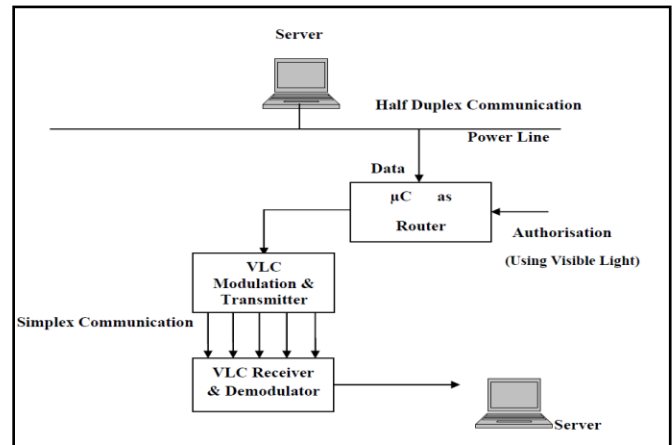 Server
Half Duplex Communication
Power Line
Data
µC as
Router
Authorisation
(Using Visible Light)
VLC
Modulation &
Transmitter
Simplex Communication
VLC Receiver
& Demodulator
Server